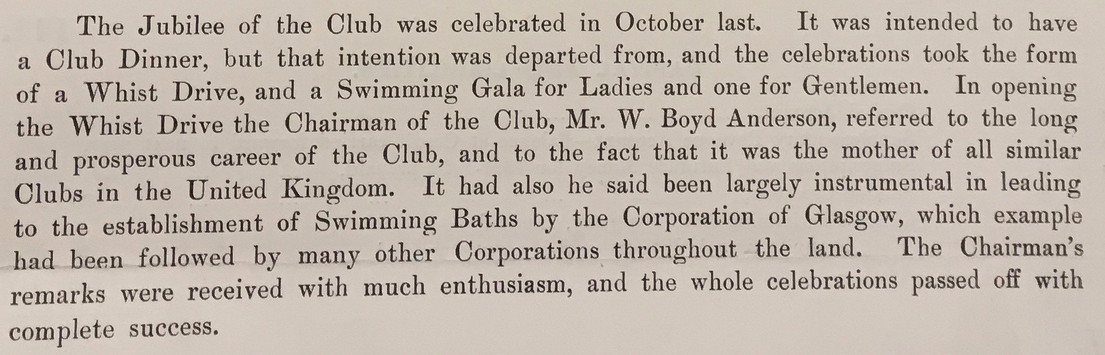 The Jubilee of the Club was celebrated in October last. It was intended to have
a Club Dinner, but that intention was departed from, and the celebrations took the form
of a Whist Drive, and a Swimming Gala for Ladies and one for Gentlemen. In opening
the Whist Drive the Chairman of the Club, Mr. W. Boyd Anderson, referred to the long
and prosperous career of the Club, and to the fact that it was the mother of all similar
Clubs in the United Kingdom. It had also he said been largely instrumental in leading
to the establishment of Swimming Baths by the Corporation of Glasgow, which example
had been followed by many other Corporations throughout the land. The Chairman's
remarks were received with much enthusiasm, and the whole celebrations passed off with
complete success.